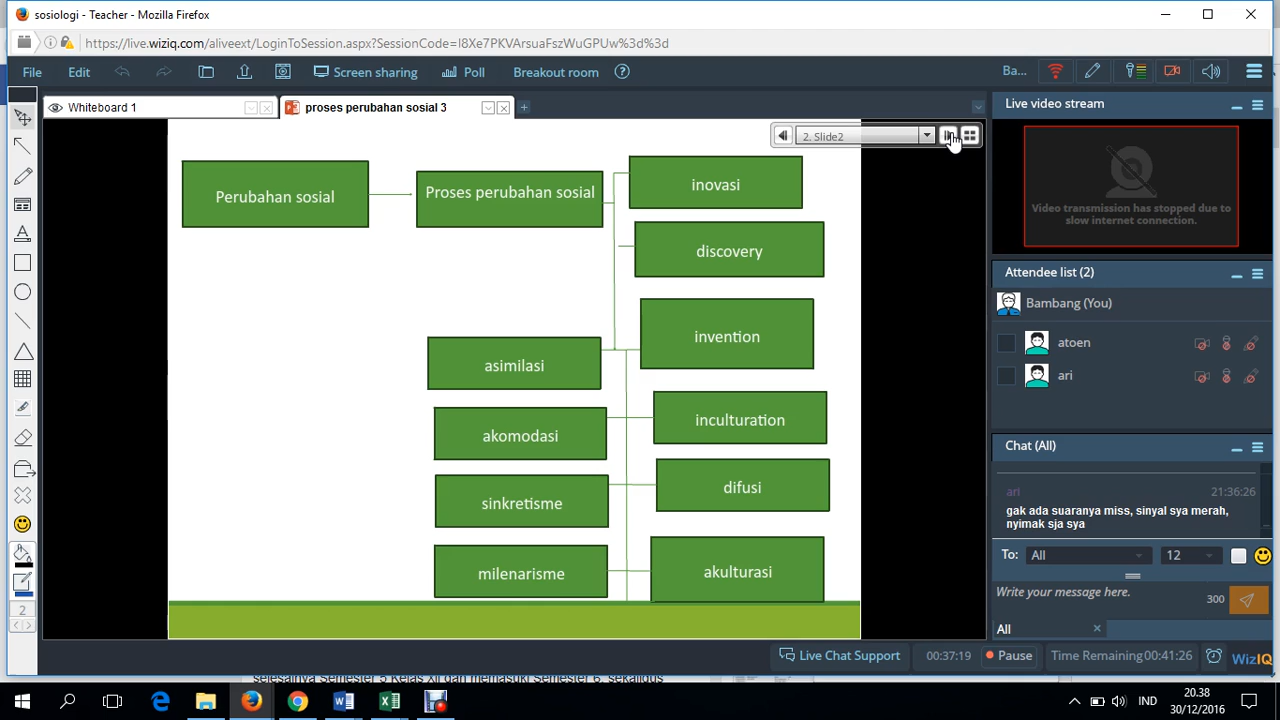 sosiologi - Teacher - Mozilla Firefox
https://live.wiziq.com/aliveext/LoginToSession.aspx?SessionCode=I8Xe7PKVArsuaFszWuGPUw%3d%3d
File
Edit
Screen sharing
Poll
Breakout room
Ba...
Whiteboard 1
proses perubahan sosial 3
2. Slide2
Perubahan sosial
Proses perubahan sosial
inovasi
discovery
invention
asimilasi
inculturation
akomodasi
difusi
sinkretisme
akulturasi
milenarisme
Live video stream
Video transmission has stopped due to
slow internet connection.
Attendee list (2)
Bambang (You)
atoen
ari
Chat (All)
ari 21:36:26
gak ada suaranya miss, sinyal sya merah,
nyimak sja sya
To: All 12
Write your message here. 300
All
2
Live Chat Support
00:37:19
Pause
Time Remaining 00:41:26
WizIQ
selesainya Semester 5 Kelas XII dan memasuki Semester 6, sekaligus
IND
20.38
30/12/2016